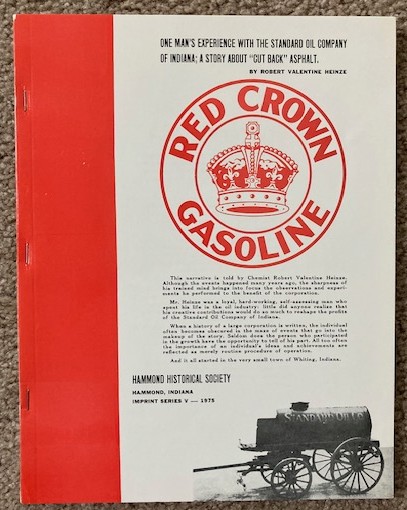 ONE MAN'S EXPERIENCE WITH THE STANDARD OIL COMPANY
OF INDIANA; A STORY ABOUT "CUT BACK" ASPHALT.
BY ROBERT VALENTINE HEINZE
RED CROWN
GASOLINE
This narrative is told by Chemist Robert Valentine Heinze.
Although the events happened many years ago, the sharpness of
his trained mind brings into focus the observations and experi-
ments he performed to the benefit of the corporation.
Mr. Heinze was a loyal, hard-working, self-assessing man who
spent his life in the oil industry; little did anyone realize that
his creative contributions would do so much to reshape the profits
of the Standard Oil Company of Indiana.
When a history of a large corporation is written, the individual
often becomes obscured in the maze of events that go into the
makeup of the story. Seldom does the person who participated
in the growth have the opportunity to tell of his part. All too often
the importance of an individual's ideas and achievements are
reflected as merely routine procedure of operation.
And it all started in the very small town of Whiting, Indiana.
HAMMOND HISTORICAL SOCIETY
HAMMOND, INDIANA
IMPRINT SERIES V — 1975
STANDARD OIL CO.